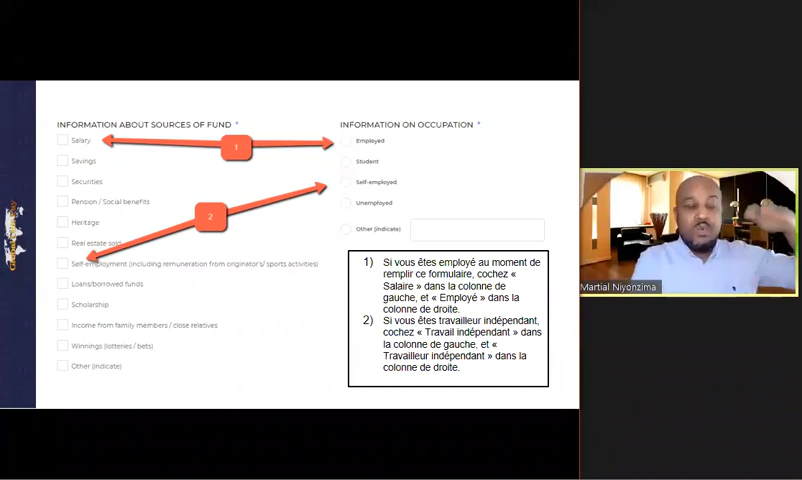 INFORMATION ABOUT SOURCES OF FUND *
Salary
Savings
Securities
Pension / Social benefits
Heritage
Real estate sold
Self-employment (including remuneration from originator's/ sports activities)
Loans/borrowed funds
Scholarship
Income from family members / close relatives
Winnings (lotteries / bets)
Other (indicate)
1
2
INFORMATION ON OCCUPATION *
Employed
Student
Self-employed
Unemployed
Other (indicate)
1) Si vous êtes employé au moment de
remplir ce formulaire, cochez «
Salaire » dans la colonne de
gauche, et « Employé » dans la
colonne de droite.
2) Si vous êtes travailleur indépendant,
cochez « Travail indépendant » dans
la colonne de gauche, et «
Travailleur indépendant » dans la
colonne de droite.
Martial Niyonzima